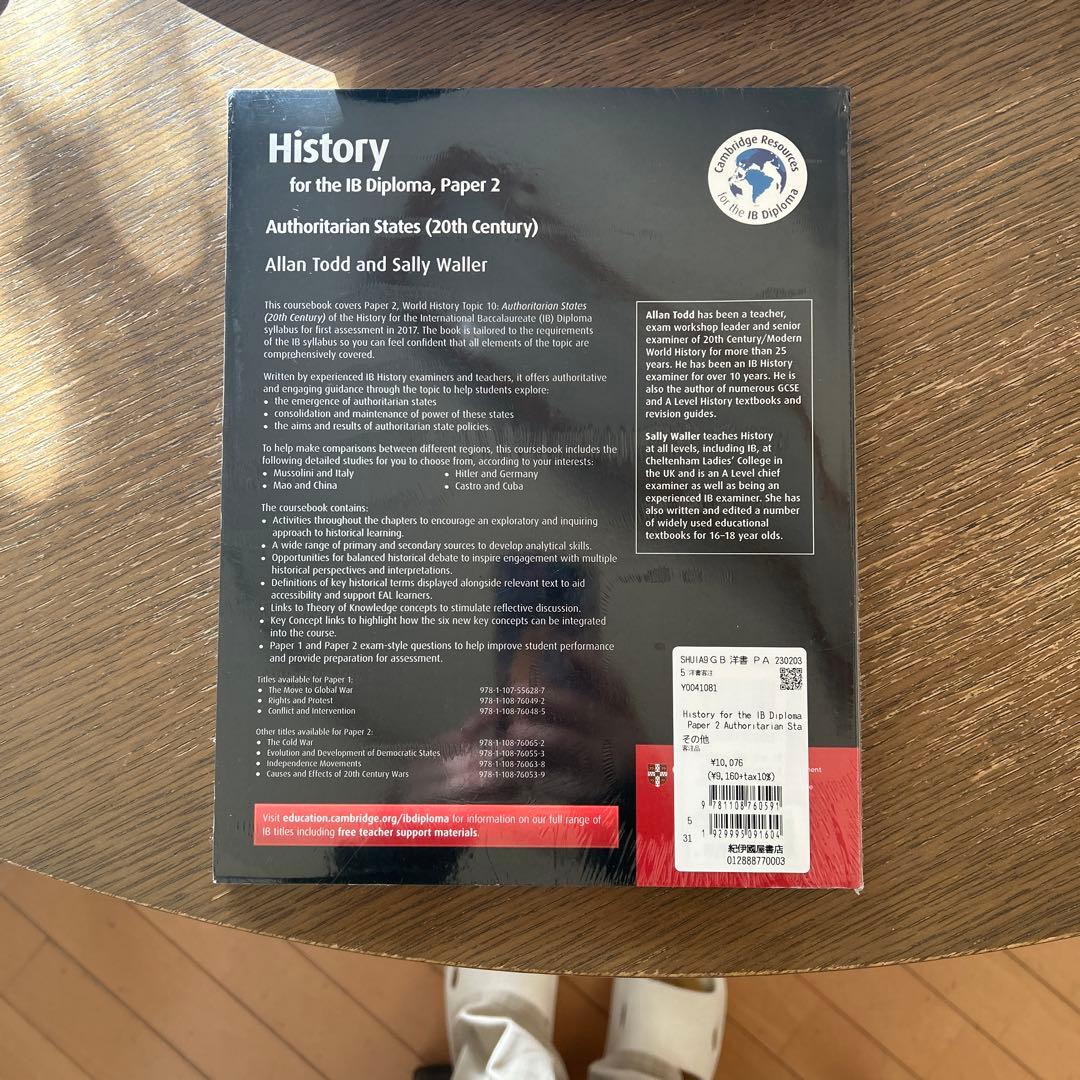 History
for the IB Diploma, Paper 2
Cambridge Resources
for the IB Diploma
Authoritarian States (20th Century)
Allan Todd and Sally Waller
This coursebook covers Paper 2, World History Topic 10: Authoritarian States
(20th Century) of the History for the International Baccalaureate (IB) Diploma
syllabus for first assessment in 2017. The book is tailored to the requirements
of the IB syllabus so you can feel confident that all elements of the topic are
comprehensively covered.
Written by experienced IB History examiners and teachers, it offers authoritative
and engaging guidance through the topic to help students explore:
• the emergence of authoritarian states
• consolidation and maintenance of power of these states
• the aims and results of authoritarian state policies.
To help make comparisons between different regions, this coursebook includes the
following detailed studies for you to choose from, according to your interests:
• Mussolini and Italy
• Hitler and Germany
• Mao and China
• Castro and Cuba
The coursebook contains:
• Activities throughout the chapters to encourage an exploratory and inquiring
approach to historical learning.
• A wide range of primary and secondary sources to develop analytical skills.
• Opportunities for balanced historical debate to inspire engagement with multiple
historical perspectives and interpretations.
• Definitions of key historical terms displayed alongside relevant text to aid
accessibility and support EAL learners.
• Links to Theory of Knowledge concepts to stimulate reflective discussion.
• Key Concept links to highlight how the six new key concepts can be integrated
into the course.
• Paper 1 and Paper 2 exam-style questions to help improve student performance
and provide preparation for assessment.
Titles available for Paper 1:
• The Move to Global War 978-1-107-55628-7
• Rights and Protest 978-1-108-76049-2
• Conflict and Intervention 978-1-108-76048-5
Other titles available for Paper 2:
• The Cold War 978-1-108-76065-2
• Evolution and Development of Democratic States 978-1-108-76055-3
• Independence Movements 978-1-108-76063-8
• Causes and Effects of 20th Century Wars 978-1-108-76053-9
Visit education.cambridge.org/ibdiploma for information on our full range of
IB titles including free teacher support materials.
Allan Todd has been a teacher,
exam workshop leader and senior
examiner of 20th Century/Modern
World History for more than 25
years. He has been an IB History
examiner for over 10 years. He is
also the author of numerous GCSE
and A Level History textbooks and
revision guides.
Sally Waller teaches History
at all levels, including IB, at
Cheltenham Ladies' College in
the UK and is an A Level chief
examiner as well as being an
experienced IB examiner. She has
also written and edited a number
of widely used educational
textbooks for 16–18 year olds.
SHU1A9GB 洋書 PA 230203
5 洋書客注
Y0041081
History for the IB Diploma
Paper 2 Authoritarian Sta
その他
客注品
¥10,076
(¥9,160+tax10%)
9 781108 760591
5
31
1 929995 091604
紀伊國屋書店
012888770003